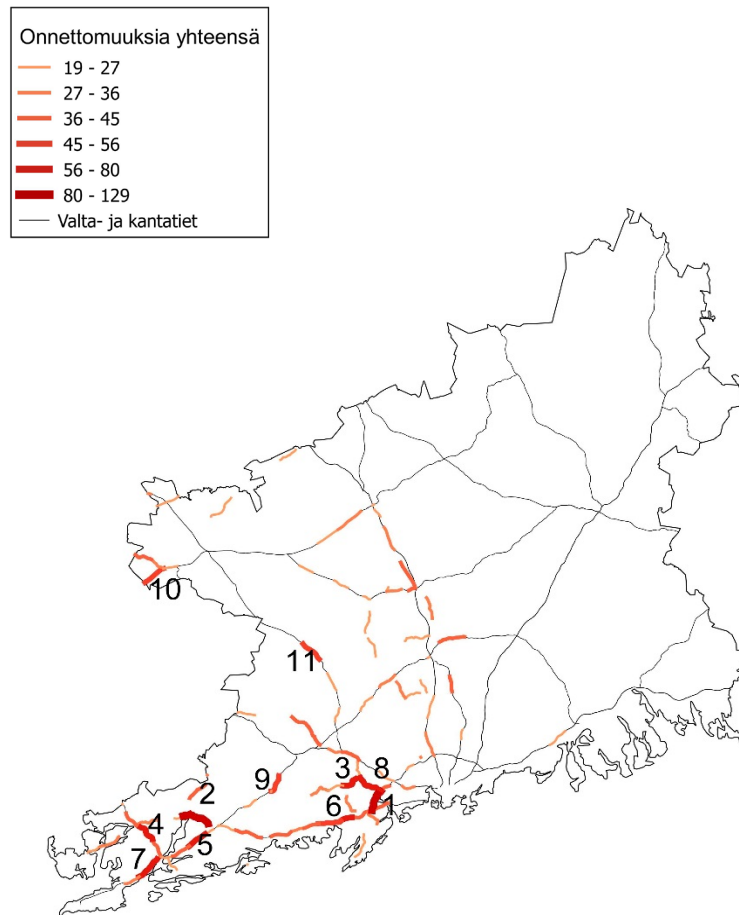 Onnettomuuksia yhteensä
19 - 27
27 - 36
36 - 45
45 - 56
56 - 80
80 - 129
Valta- ja kantatiet
10
11
3
8
9
2
6
1
4
5
7